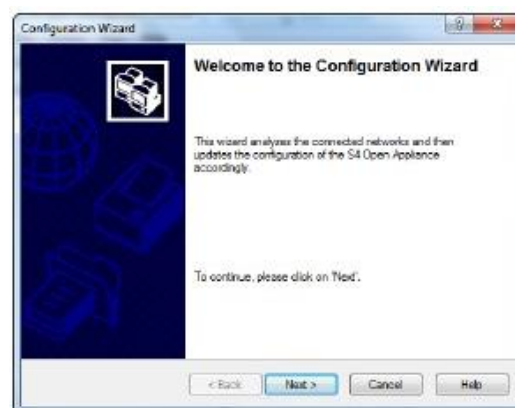 Configuration Wizard
Welcome to the Configuration Wizard
This wizard analyzes the connected networks and then
updates the configuration of the S4 Open Appliance
accordingly.
To continue, please click on 'Next'.
< Back Next > Cancel Help